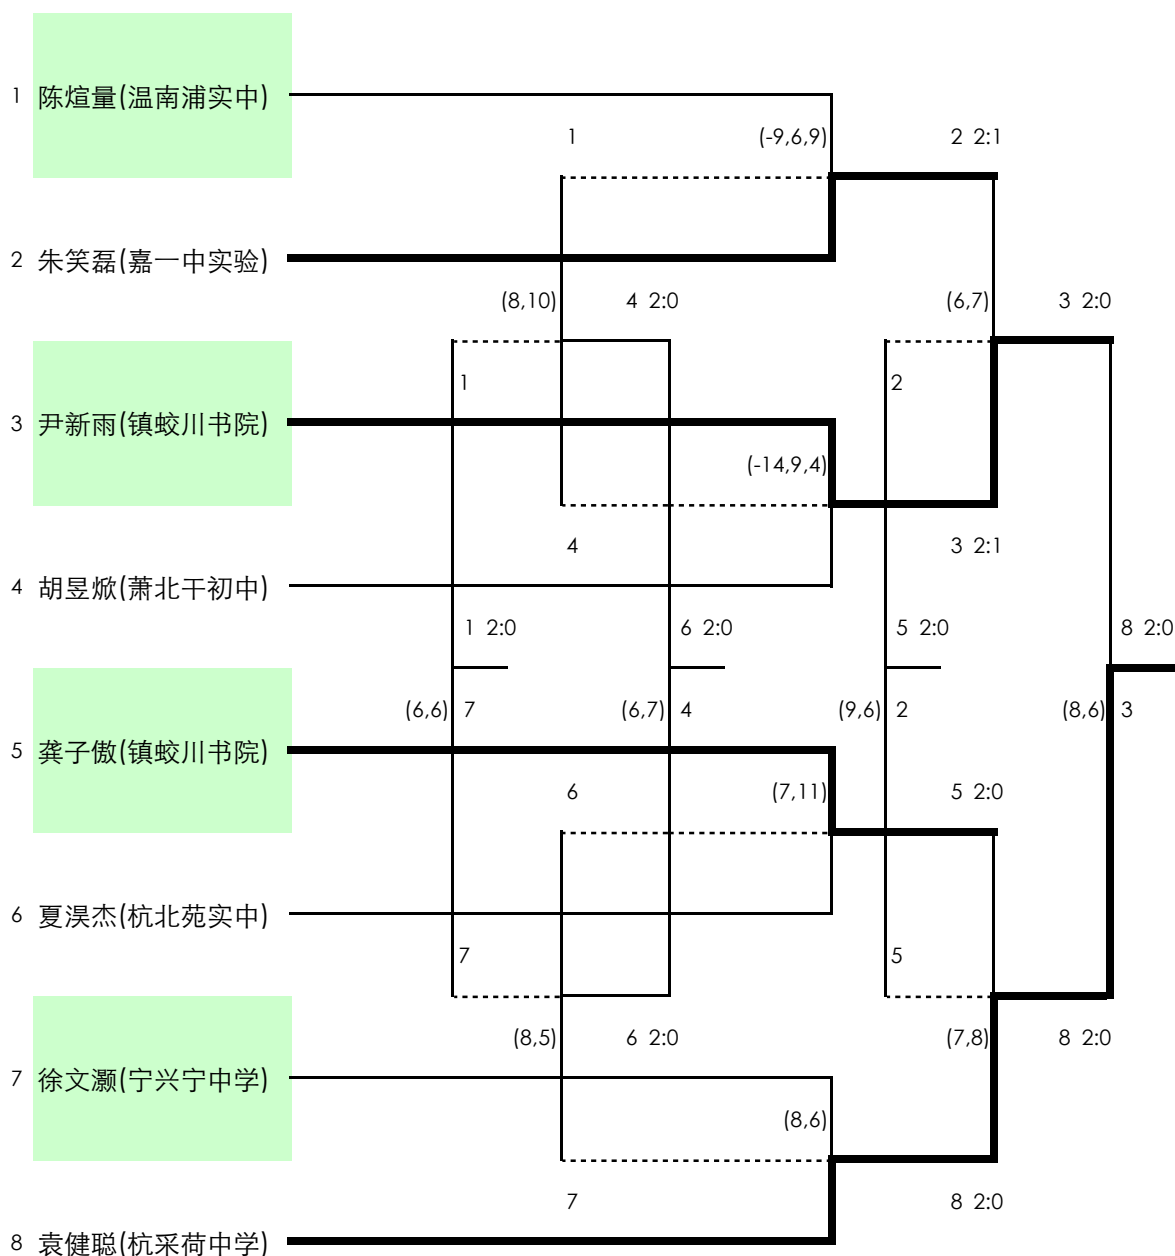 1 陈煊量(温南浦实中)
1 (-9,6,9) 2 2:1
2 朱笑磊(嘉一中实验)
(8,10) 4 2:0 (6,7) 3 2:0
1 2
3 尹新雨(镇蛟川书院)
(-14,9,4)
4 3 2:1
4 胡昱焮(萧北干初中)
1 2:0 6 2:0 5 2:0 8 2:0
(6,6) 7 (6,7) 4 (9,6) 2 (8,6) 3
5 龚子傲(镇蛟川书院)
6 (7,11) 5 2:0
6 夏淏杰(杭北苑实中)
7 5
(8,5) 6 2:0 (7,8) 8 2:0
7 徐文灏(宁兴宁中学)
(8,6)
7 8 2:0
8 袁健聪(杭采荷中学)